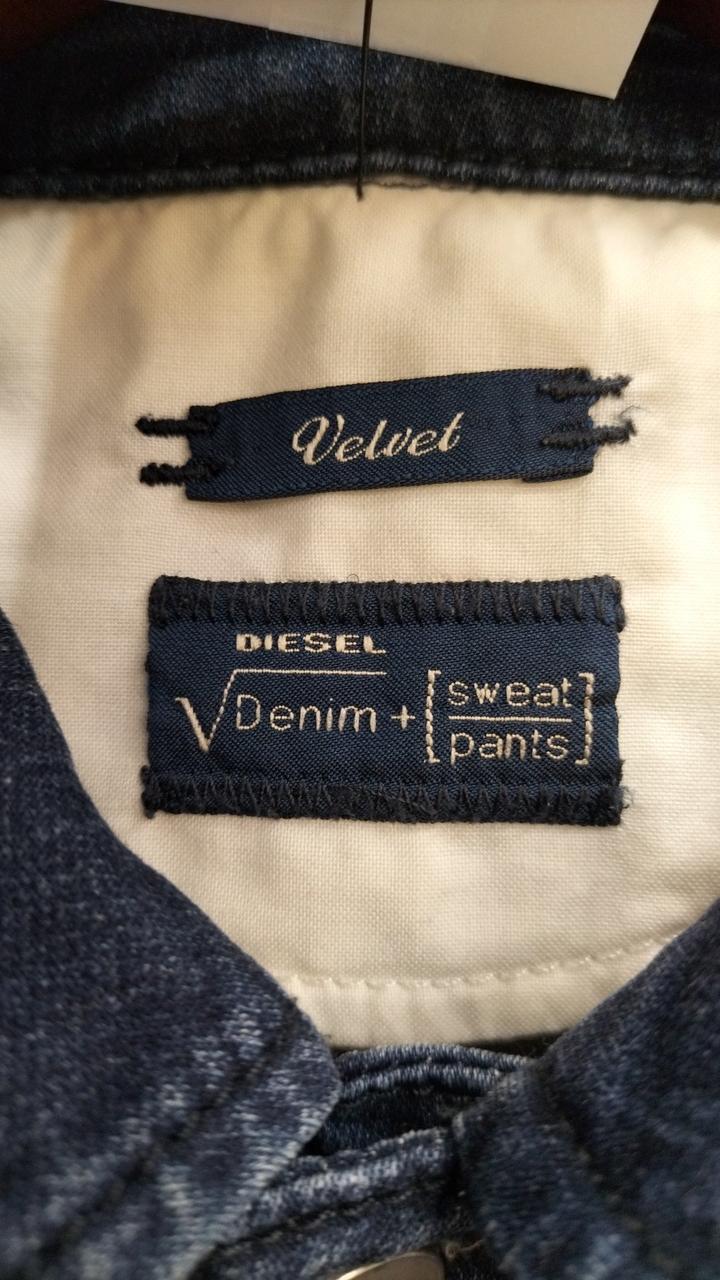 Velvet
DIESEL
√Denim + [sweat
pants]